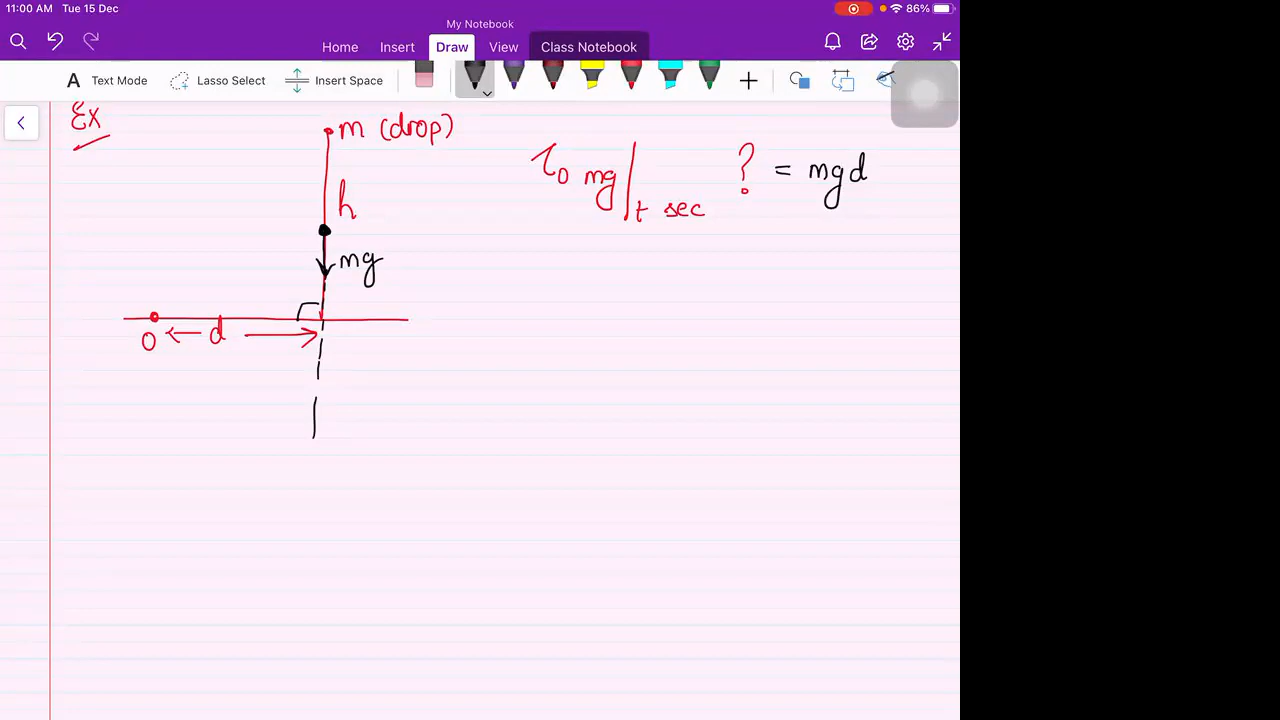 11:00 AM Tue 15 Dec
86%
My Notebook
Home Insert Draw View Class Notebook
Text Mode Lasso Select Insert Space
Ex
m (drop)
τ₀ mg | t sec ? = mgd
h
mg
0 ← d →